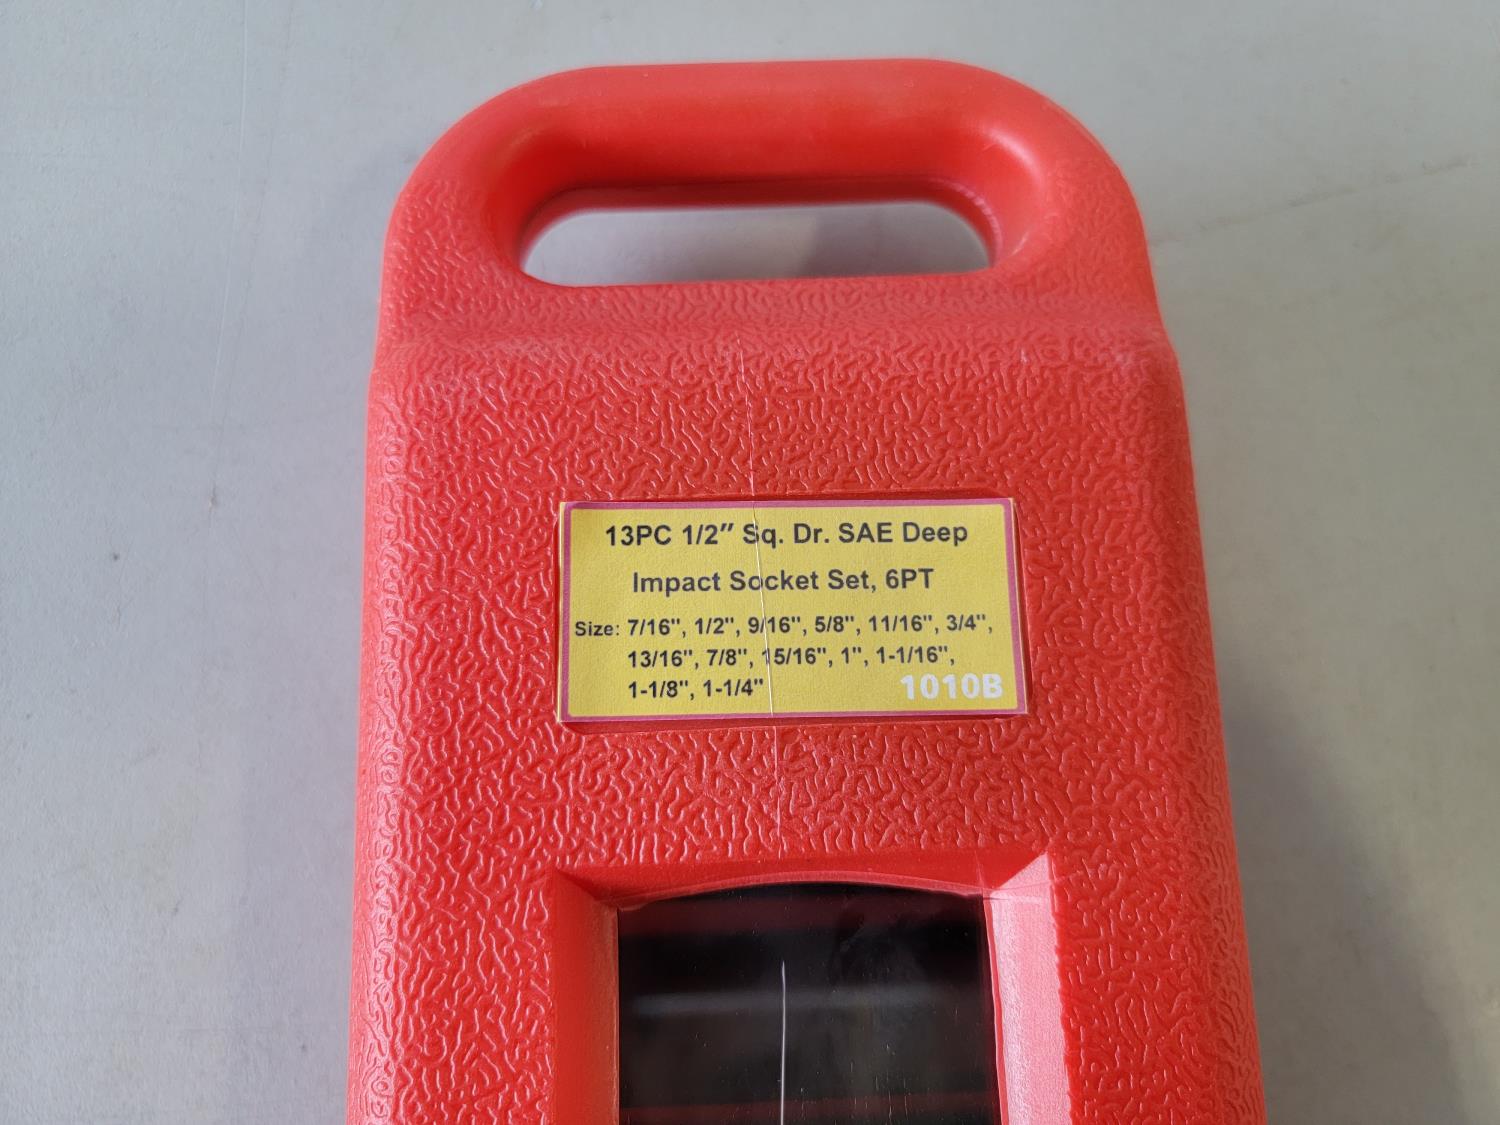 13PC 1/2″ Sq. Dr. SAE Deep
Impact Socket Set, 6PT
Size: 7/16", 1/2", 9/16", 5/8", 11/16", 3/4",
13/16", 7/8", 15/16", 1", 1-1/16",
1-1/8", 1-1/4"
1010B